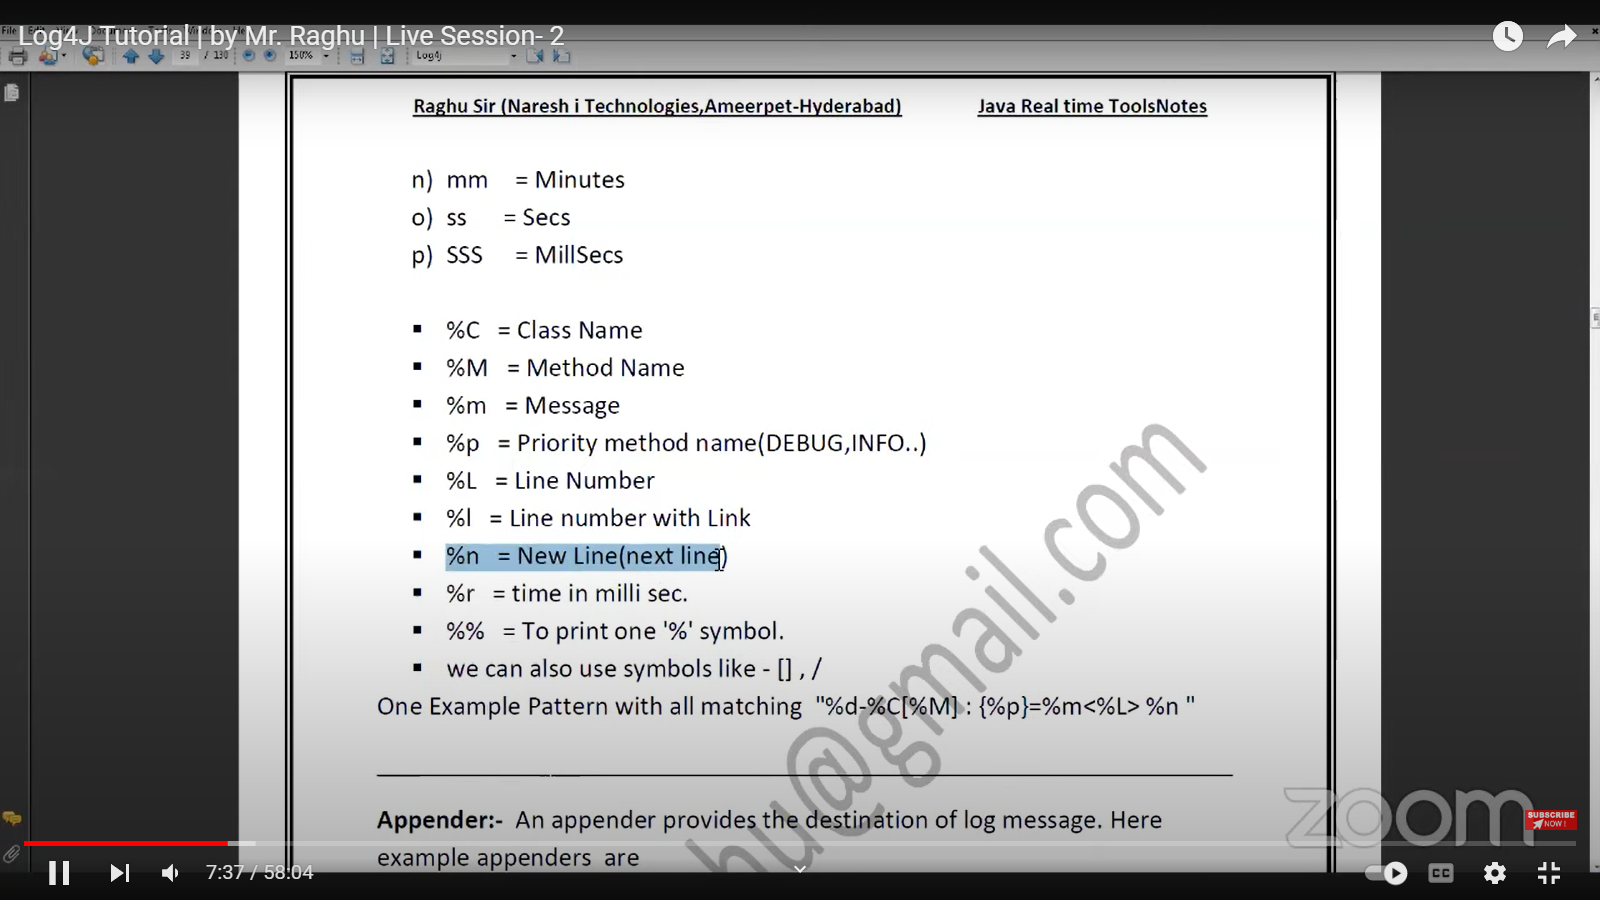 Log4J Tutorial | by Mr. Raghu | Live Session- 2
39 / 130 150% Log4j
Raghu Sir (Naresh i Technologies,Ameerpet-Hyderabad) Java Real time ToolsNotes
n) mm = Minutes
o) ss = Secs
p) SSS = MillSecs
▪ %C = Class Name
▪ %M = Method Name
▪ %m = Message
▪ %p = Priority method name(DEBUG,INFO..)
▪ %L = Line Number
▪ %l = Line number with Link
▪ %n = New Line(next line)
▪ %r = time in milli sec.
▪ %% = To print one '%' symbol.
▪ we can also use symbols like - [] , /
One Example Pattern with all matching "%d-%C[%M] : {%p}=%m<%L> %n "
hu@gmail.com
Appender:- An appender provides the destination of log message. Here
example appenders are
zoom
SUBSCRIBE
NOW !
7:37 / 58:04
CC